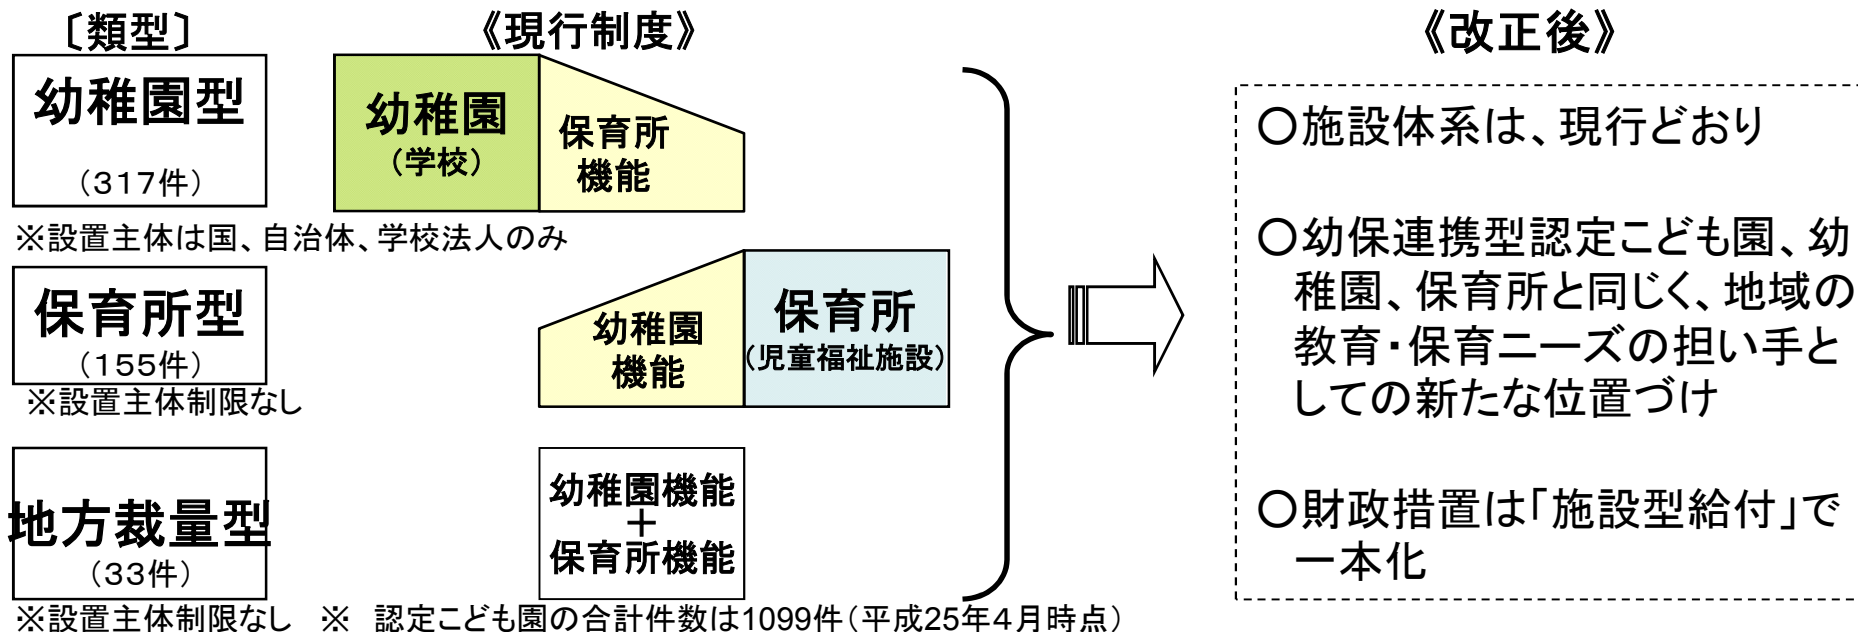 〔類型〕
《現行制度》
《改正後》
幼稚園型
（317件）
幼稚園
（学校）
保育所
機能
※設置主体は国、自治体、学校法人のみ
保育所型
（155件）
※設置主体制限なし
幼稚園
機能
保育所
（児童福祉施設）
地方裁量型
（33件）
幼稚園機能
＋
保育所機能
※設置主体制限なし　※　認定こども園の合計件数は1099件（平成25年４月時点）
○施設体系は、現行どおり
○幼保連携型認定こども園、幼
稚園、保育所と同じく、地域の
教育・保育ニーズの担い手と
しての新たな位置づけ
○財政措置は「施設型給付」で
一本化